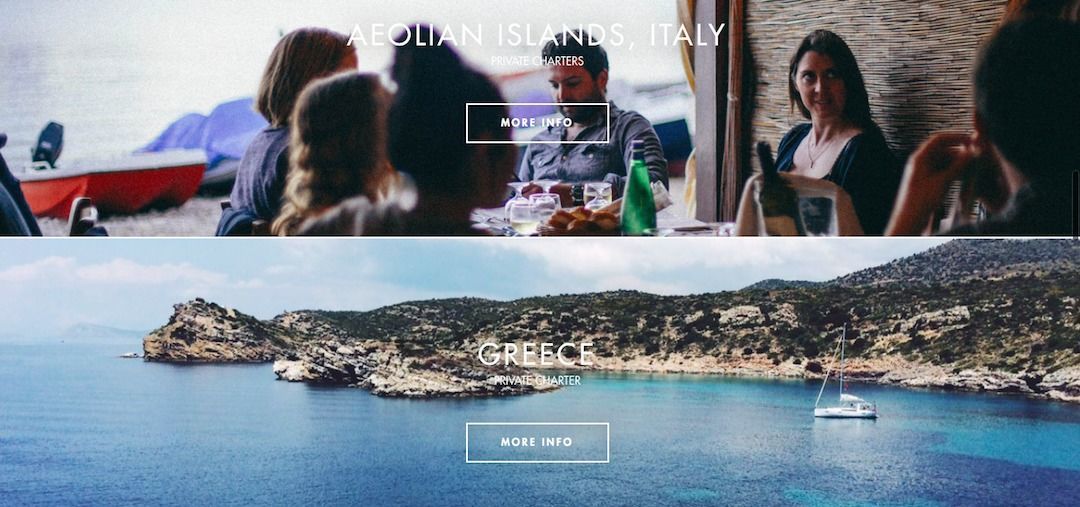 AEOLIAN ISLANDS, ITALY
PRIVATE CHARTERS
MORE INFO
GREECE
PRIVATE CHARTER
MORE INFO